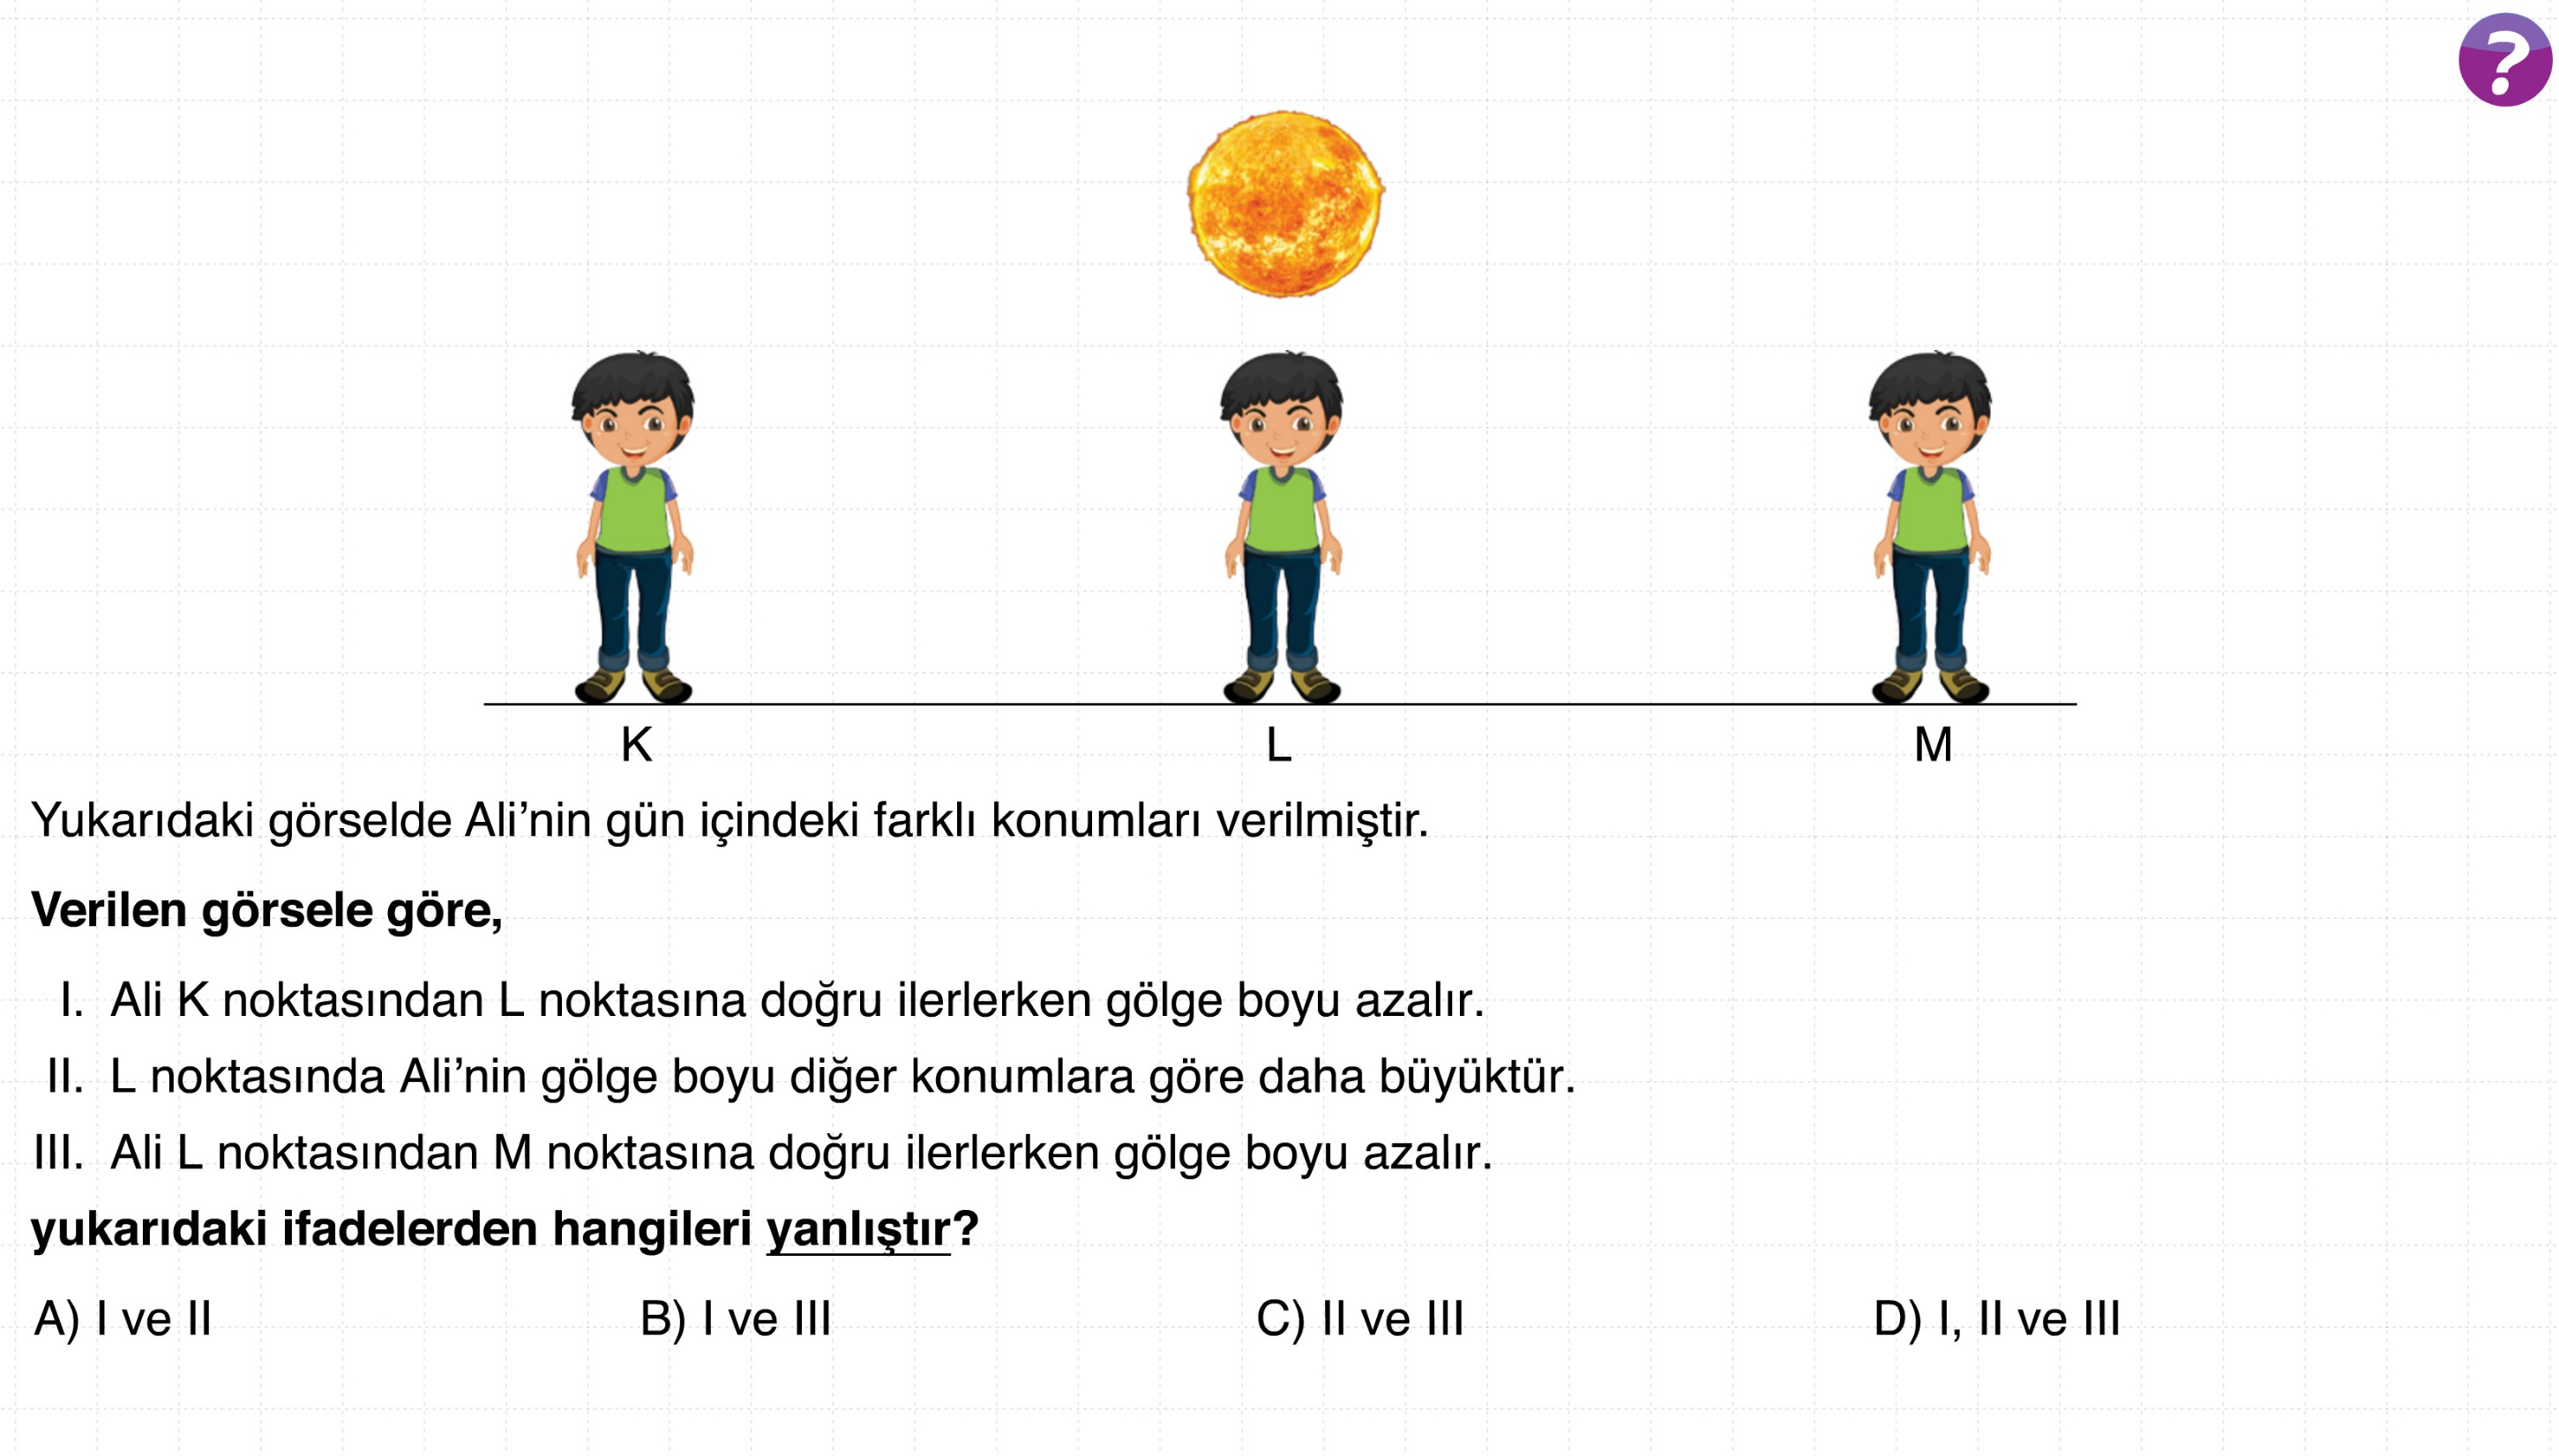 ?
K L M
Yukarıdaki görselde Ali’nin gün içindeki farklı konumları verilmiştir.
Verilen görsele göre,
I. Ali K noktasından L noktasına doğru ilerlerken gölge boyu azalır.
II. L noktasında Ali’nin gölge boyu diğer konumlara göre daha büyüktür.
III. Ali L noktasından M noktasına doğru ilerlerken gölge boyu azalır.
yukarıdaki ifadelerden hangileri yanlıştır?
A) I ve II B) I ve III C) II ve III D) I, II ve III